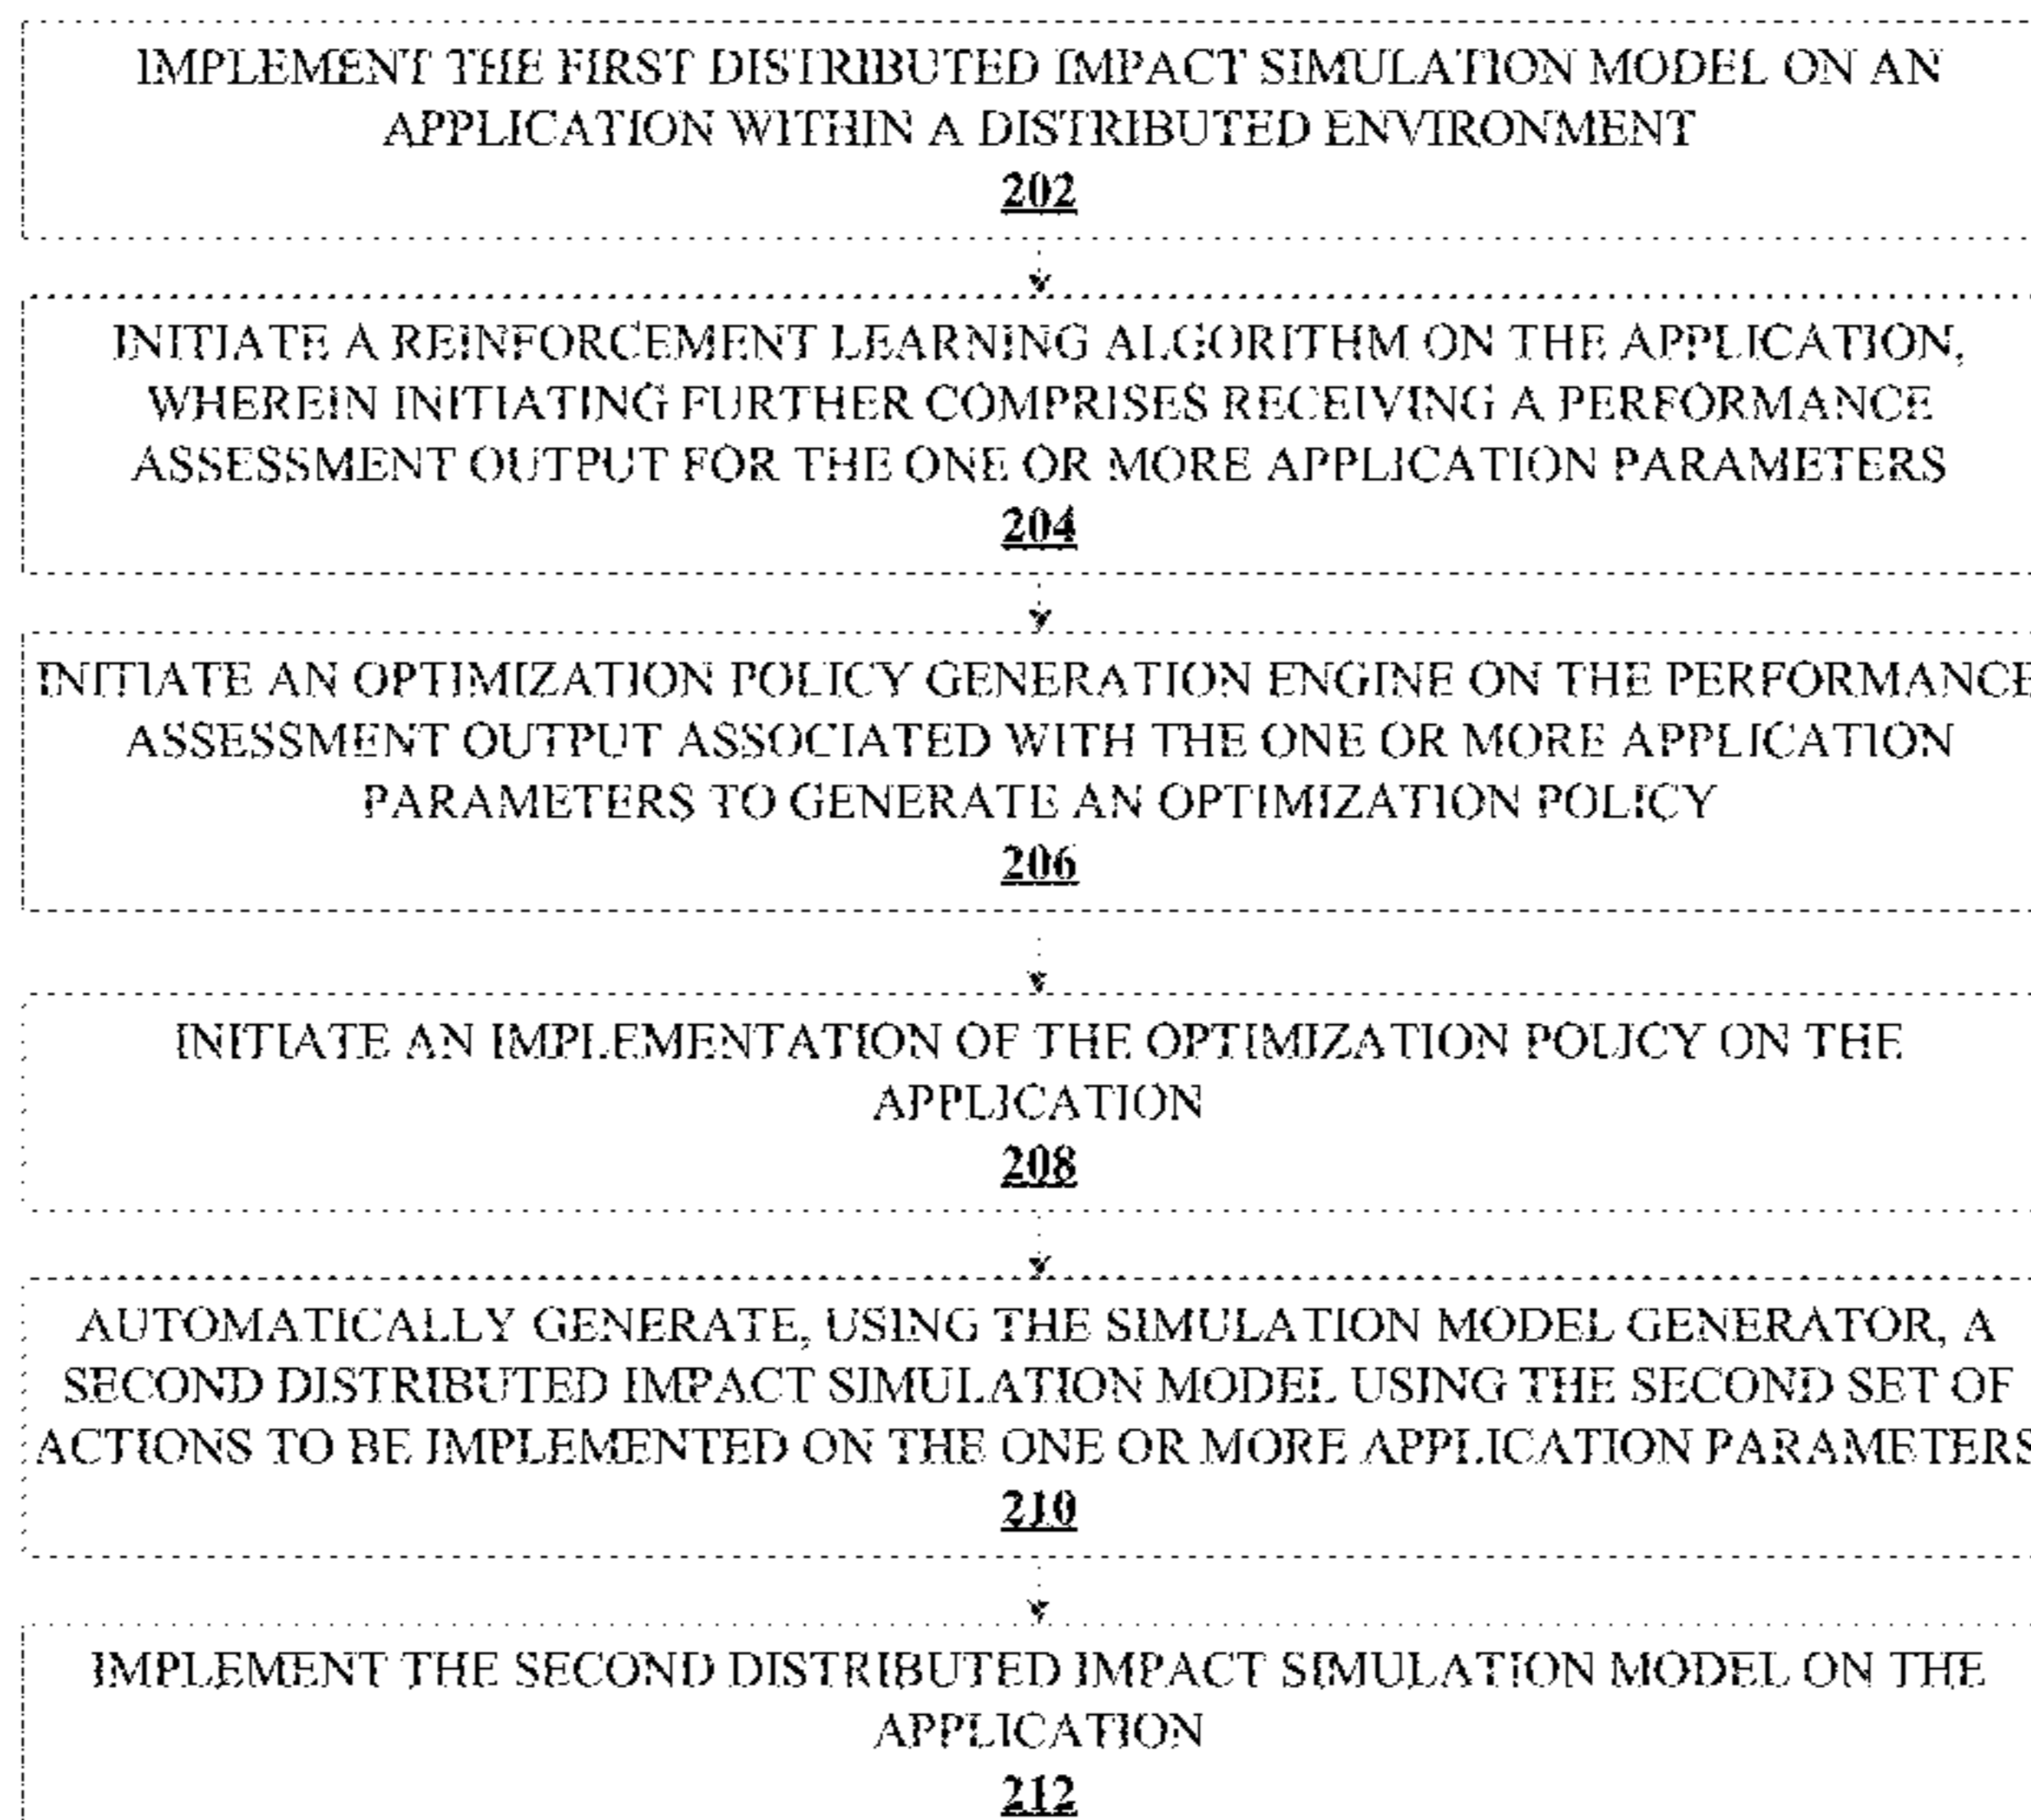 IMPLEMENT THE FIRST DISTRIBUTED IMPACT SIMULATION MODEL ON AN
APPLICATION WITHIN A DISTRIBUTED ENVIRONMENT
202
INITIATE A REINFORCEMENT LEARNING ALGORITHM ON THE APPLICATION,
WHEREIN INITIATING FURTHER COMPRISES RECEIVING A PERFORMANCE
ASSESSMENT OUTPUT FOR THE ONE OR MORE APPLICATION PARAMETERS
204
INITIATE AN OPTIMIZATION POLICY GENERATION ENGINE ON THE PERFORMANCE
ASSESSMENT OUTPUT ASSOCIATED WITH THE ONE OR MORE APPLICATION
PARAMETERS TO GENERATE AN OPTIMIZATION POLICY
206
INITIATE AN IMPLEMENTATION OF THE OPTIMIZATION POLICY ON THE
APPLICATION
208
AUTOMATICALLY GENERATE, USING THE SIMULATION MODEL GENERATOR, A
SECOND DISTRIBUTED IMPACT SIMULATION MODEL USING THE SECOND SET OF
ACTIONS TO BE IMPLEMENTED ON THE ONE OR MORE APPLICATION PARAMETERS
210
IMPLEMENT THE SECOND DISTRIBUTED IMPACT SIMULATION MODEL ON THE
APPLICATION
212